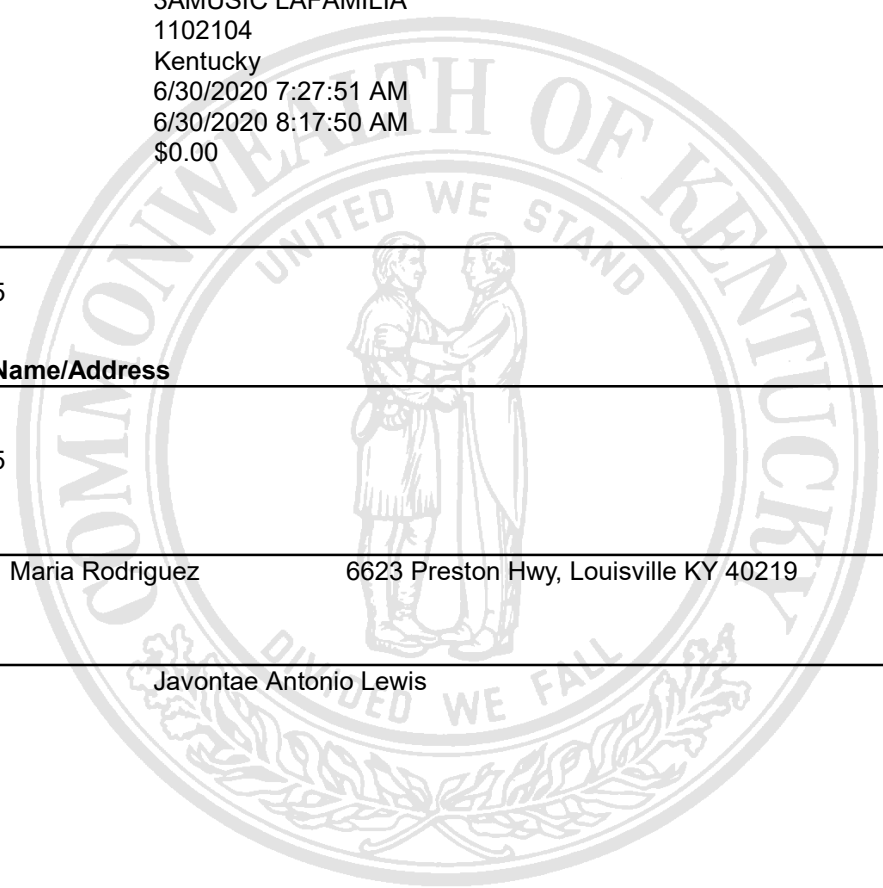 3AMUSIC LAFAMILIA
1102104
Kentucky
6/30/2020 7:27:51 AM
6/30/2020 8:17:50 AM
$0.00
5
Name/Address
5
Maria Rodriguez 6623 Preston Hwy, Louisville KY 40219
Javontae Antonio Lewis
COMMONWEALTH OF KENTUCKY
UNITED WE STAND
DIVIDED WE FALL